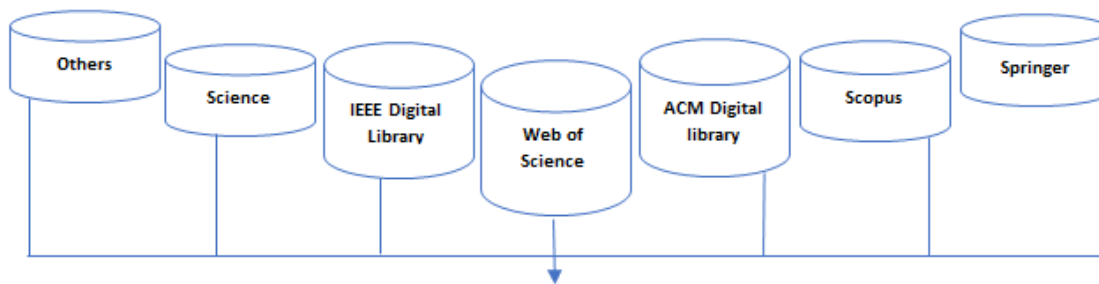 Others
Science
IEEE Digital
Library
Web of
Science
ACM Digital
library
Scopus
Springer